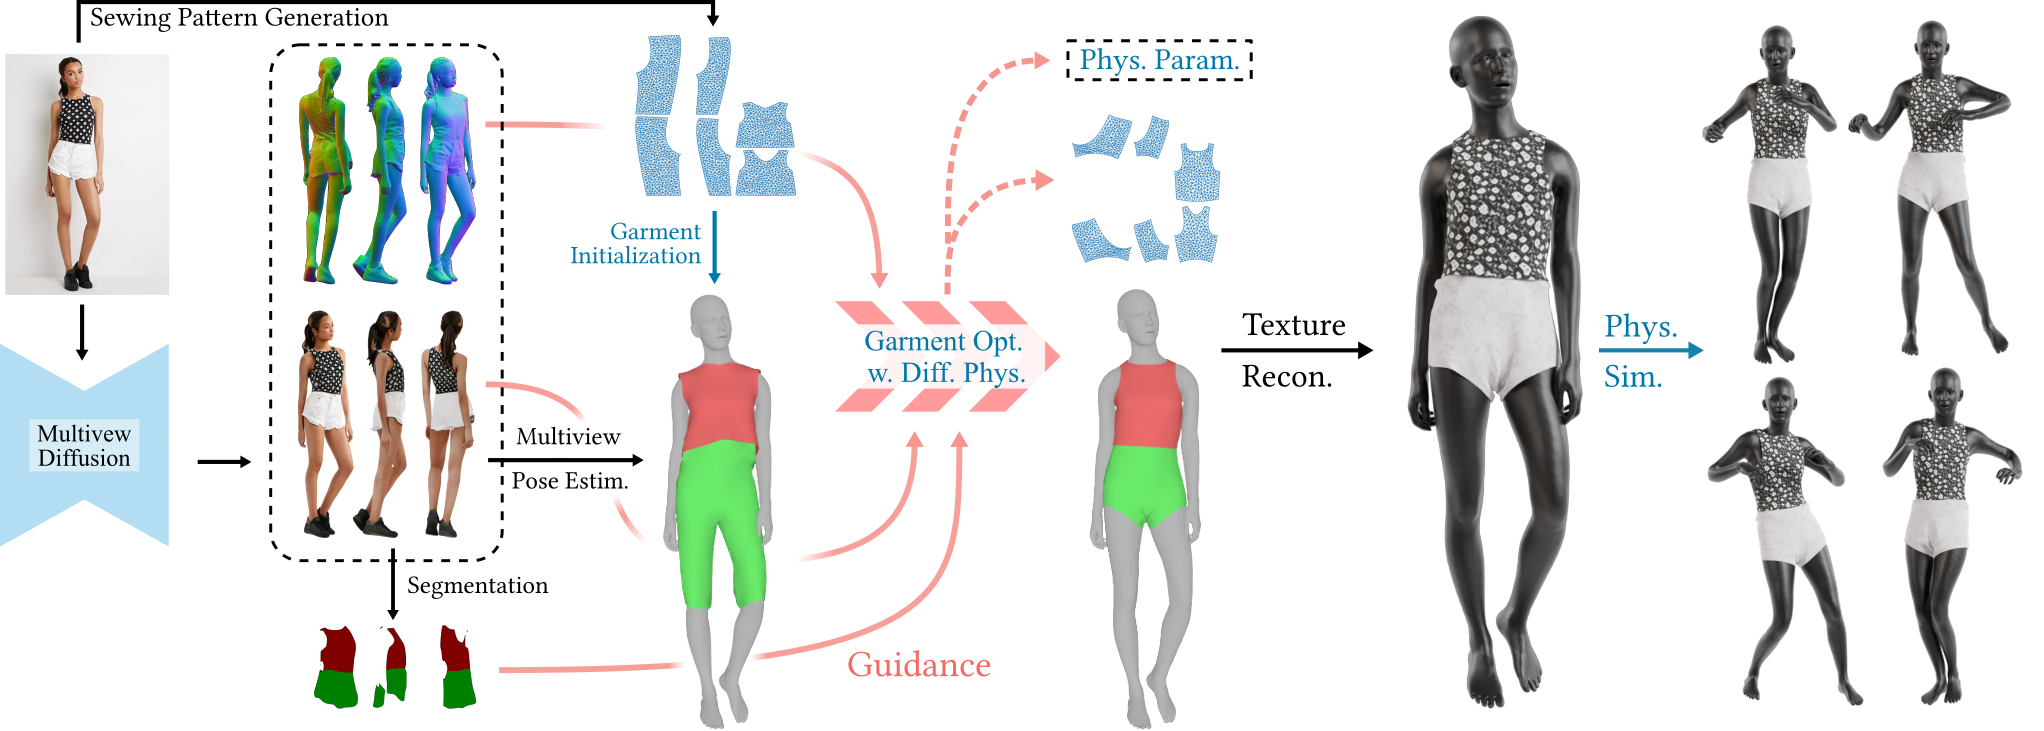 Sewing Pattern Generation
Multivew
Diffusion
Segmentation
Multiview
Pose Estim.
Garment
Initialization
Garment Opt.
w. Diff. Phys.
Guidance
Phys. Param.
Texture
Recon.
Phys.
Sim.